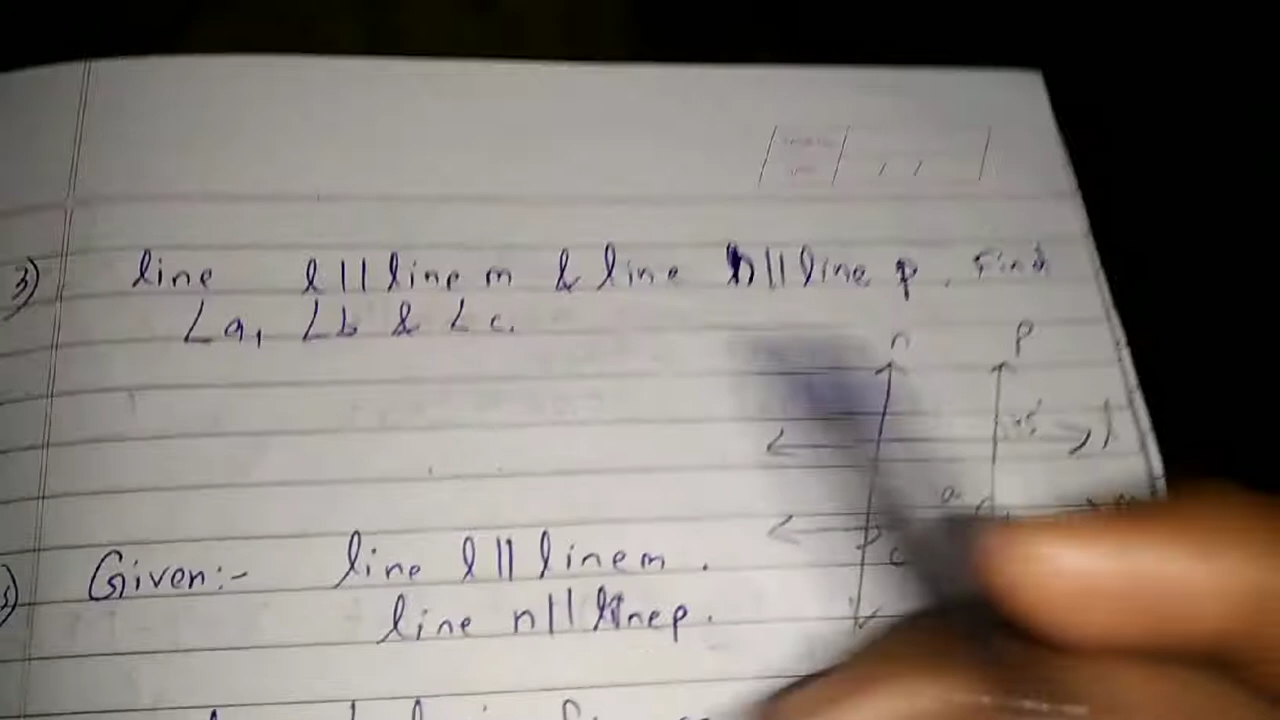 3) line l || line m & line n || line p. Find
∠a, ∠b & ∠c.
n p
l
a
c
Given:- line l || line m.
line n || line p.